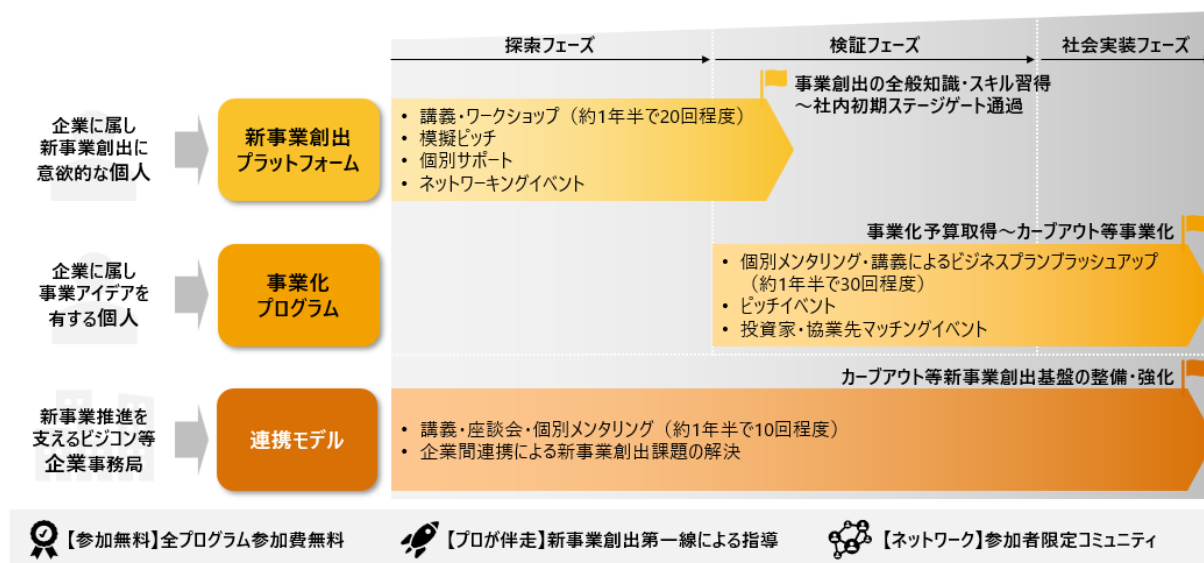 探索フェーズ
検証フェーズ
社会実装フェーズ
企業に属し
新事業創出に
意欲的な個人
新事業創出
プラットフォーム
• 講義・ワークショップ（約1年半で20回程度）
• 模擬ピッチ
• 個別サポート
• ネットワーキングイベント
事業創出の全般知識・スキル習得
～社内初期ステージゲート通過
企業に属し
事業アイデアを
有する個人
事業化
プログラム
事業化予算取得～カーブアウト等事業化
• 個別メンタリング・講義によるビジネスプランブラッシュアップ
（約1年半で30回程度）
• ピッチイベント
• 投資家・協業先マッチングイベント
新事業推進を
支えるビジコン等
企業事務局
連携モデル
カーブアウト等新事業創出基盤の整備・強化
• 講義・座談会・個別メンタリング（約1年半で10回程度）
• 企業間連携による新事業創出課題の解決
【参加無料】全プログラム参加費無料
【プロが伴走】新事業創出第一線による指導
【ネットワーク】参加者限定コミュニティ